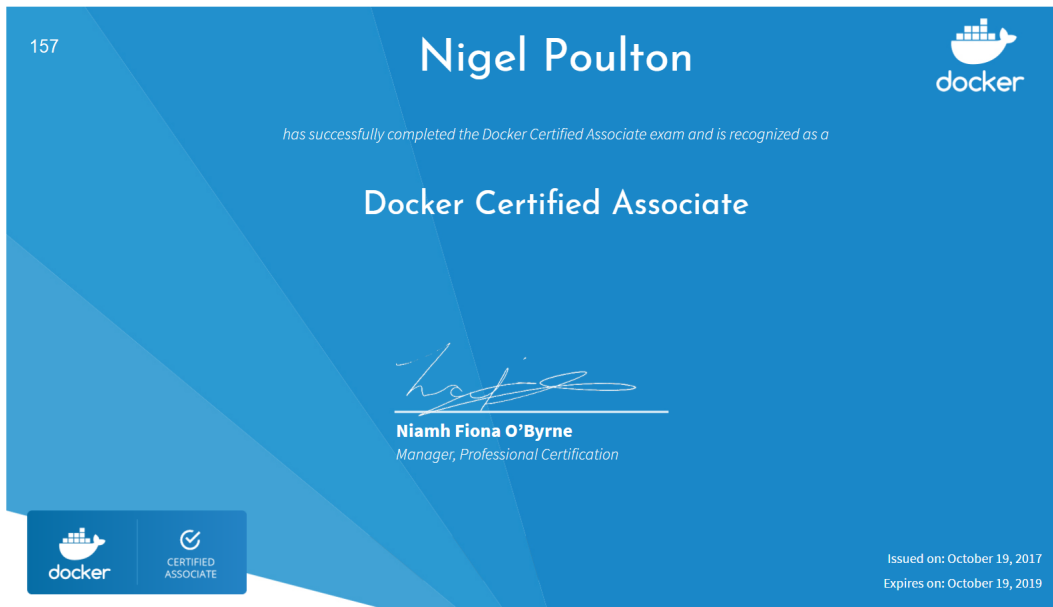 157
Nigel Poulton
docker
has successfully completed the Docker Certified Associate exam and is recognized as a
Docker Certified Associate
Niamh Fiona O’Byrne
Manager, Professional Certification
docker
CERTIFIED
ASSOCIATE
Issued on: October 19, 2017
Expires on: October 19, 2019